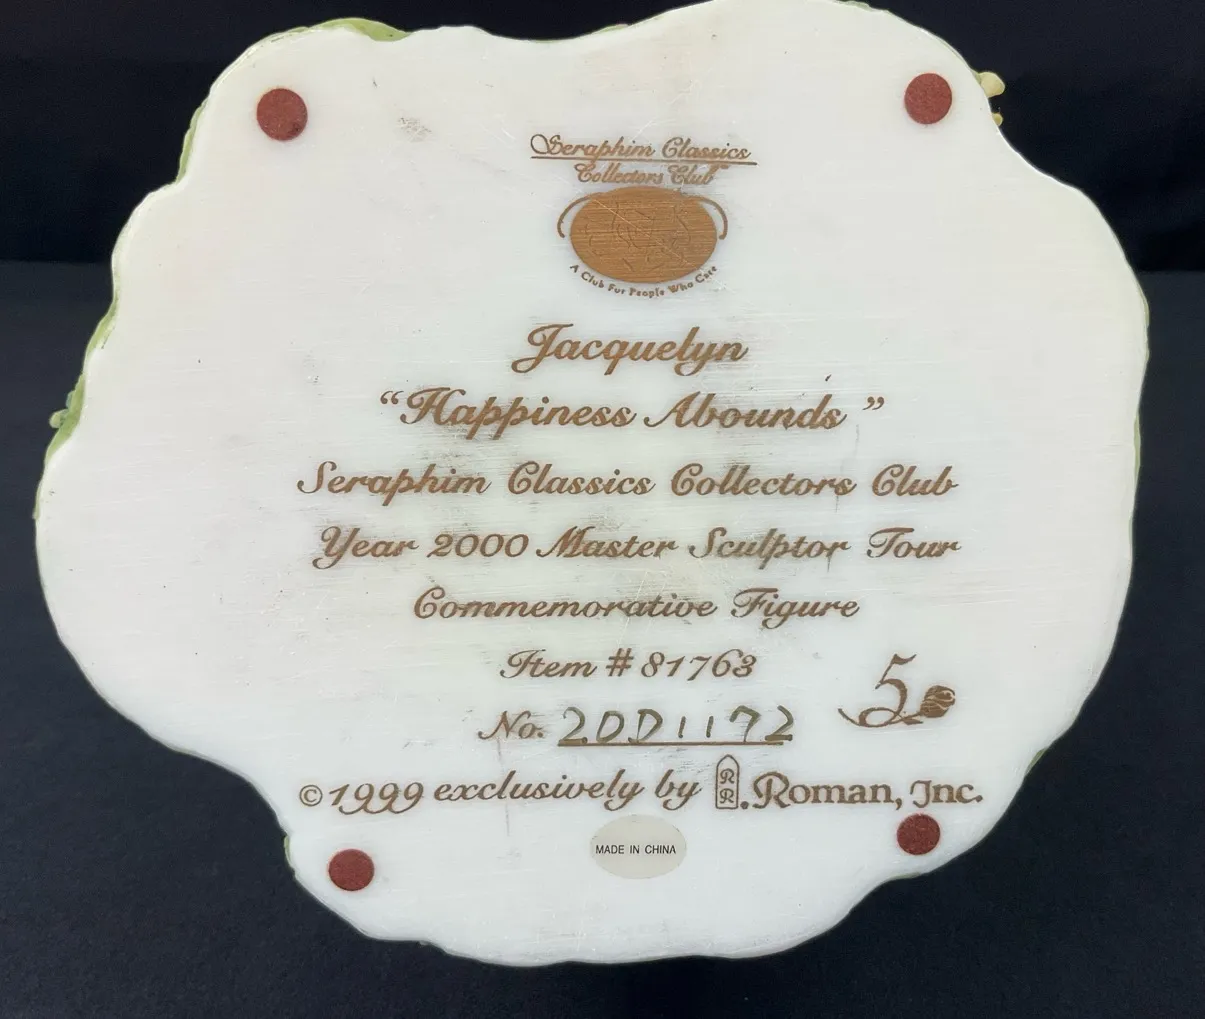 Seraphim Classics
Collectors Club™
A Club For People Who Care
Jacquelyn
“Happiness Abounds”
Seraphim Classics Collectors Club
Year 2000 Master Sculptor Tour
Commemorative Figure
Item # 81763
5
No. 20D1172
©1999 exclusively by R R. Roman, Inc.
MADE IN CHINA